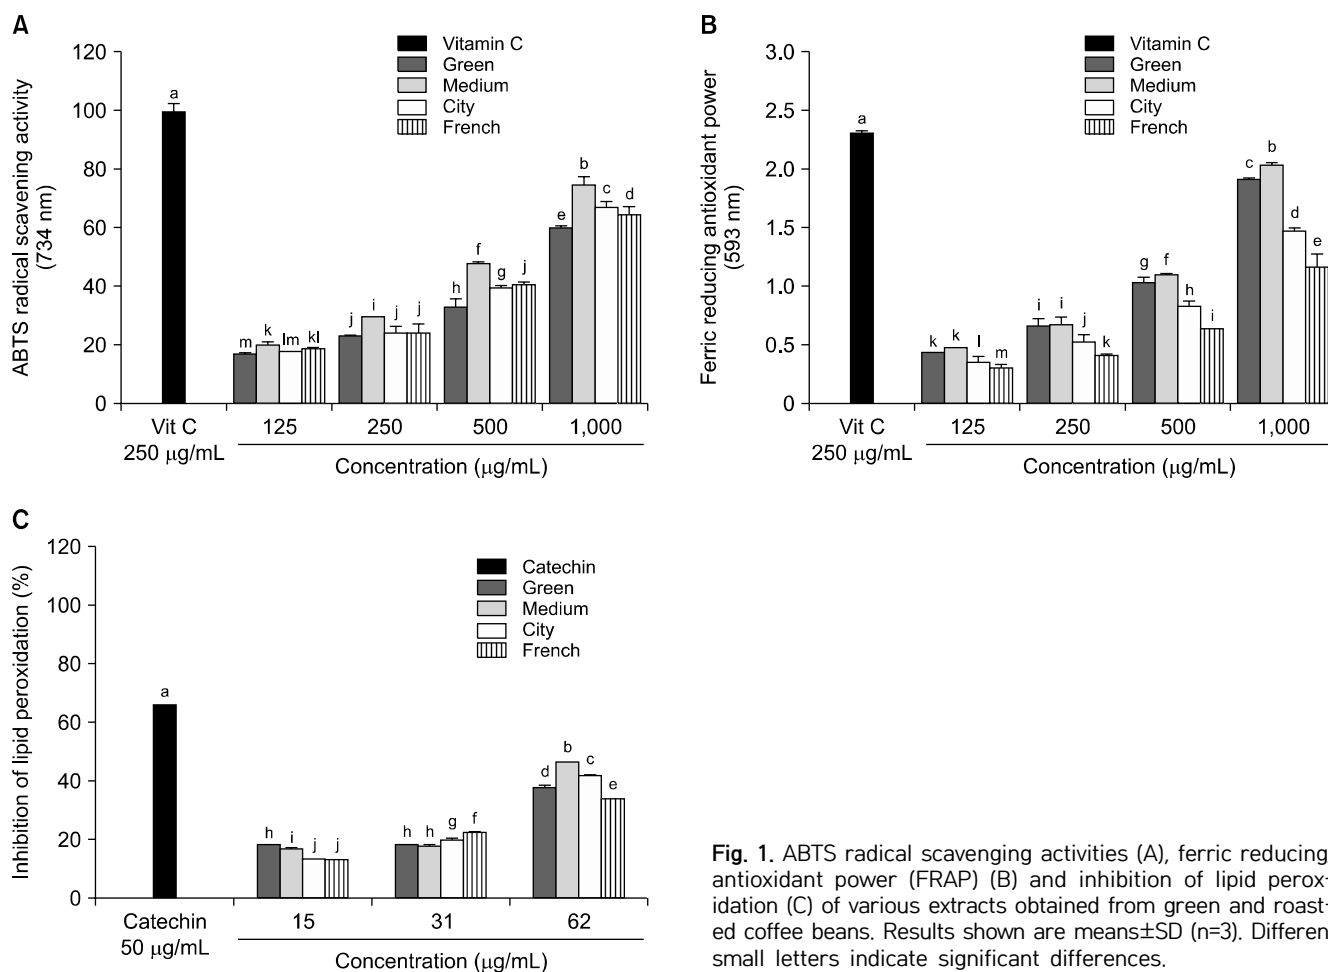 A
120
100
80
60
40
20
0
ABTS radical scavening activity
(734 nm)
Vitamin C
Green
Medium
City
French
a
m k lm kl
j i j j
h f g j
e b c d
Vit C
250 μg/mL
125 250 500 1,000
Concentration (μg/mL)
B
3.0
2.5
2.0
1.5
1.0
0.5
0
Ferric reducing antioxidant power
(593 nm)
Vitamin C
Green
Medium
City
French
a
k k l m
i i j k
g f h i
c b d e
Vit C
250 μg/mL
125 250 500 1,000
Concentration (μg/mL)
C
120
100
80
60
40
20
0
Inhibition of lipid peroxidation (%)
Catechin
Green
Medium
City
French
a
h i j j
h h g f
d b c e
Catechin
50 μg/mL
15 31 62
Concentration (μg/mL)
Fig. 1. ABTS radical scavenging activities (A), ferric reducing
antioxidant power (FRAP) (B) and inhibition of lipid perox-
idation (C) of various extracts obtained from green and roast-
ed coffee beans. Results shown are means±SD (n=3). Differen
small letters indicate significant differences.